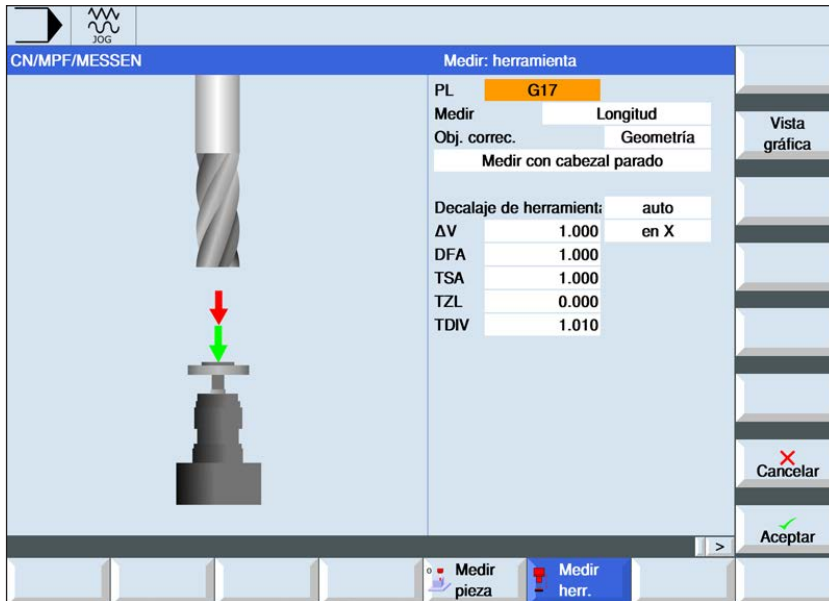 JOG
CN/MPF/MESSEN
Medir: herramienta
PL G17
Medir Longitud
Obj. correc. Geometría
Medir con cabezal parado
Decalaje de herramienta auto
ΔV 1.000 en X
DFA 1.000
TSA 1.000
TZL 0.000
TDIV 1.010
Vista
gráfica
Cancelar
Aceptar
>
Medir
pieza
Medir
herr.